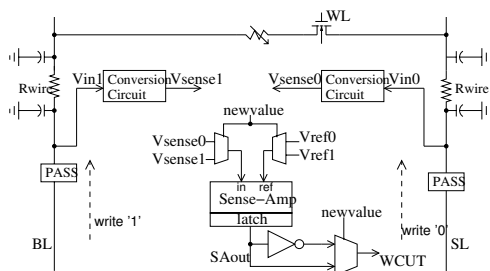 WL
Rwire
Vin1
Conversion
Circuit
Vsense1
Vsense0
Conversion
Circuit
Vin0
Rwire
newvalue
Vsense0
Vsense1
Vref0
Vref1
PASS
PASS
in ref
Sense-Amp
latch
write '1'
write '0'
newvalue
BL
SAout
WCUT
SL